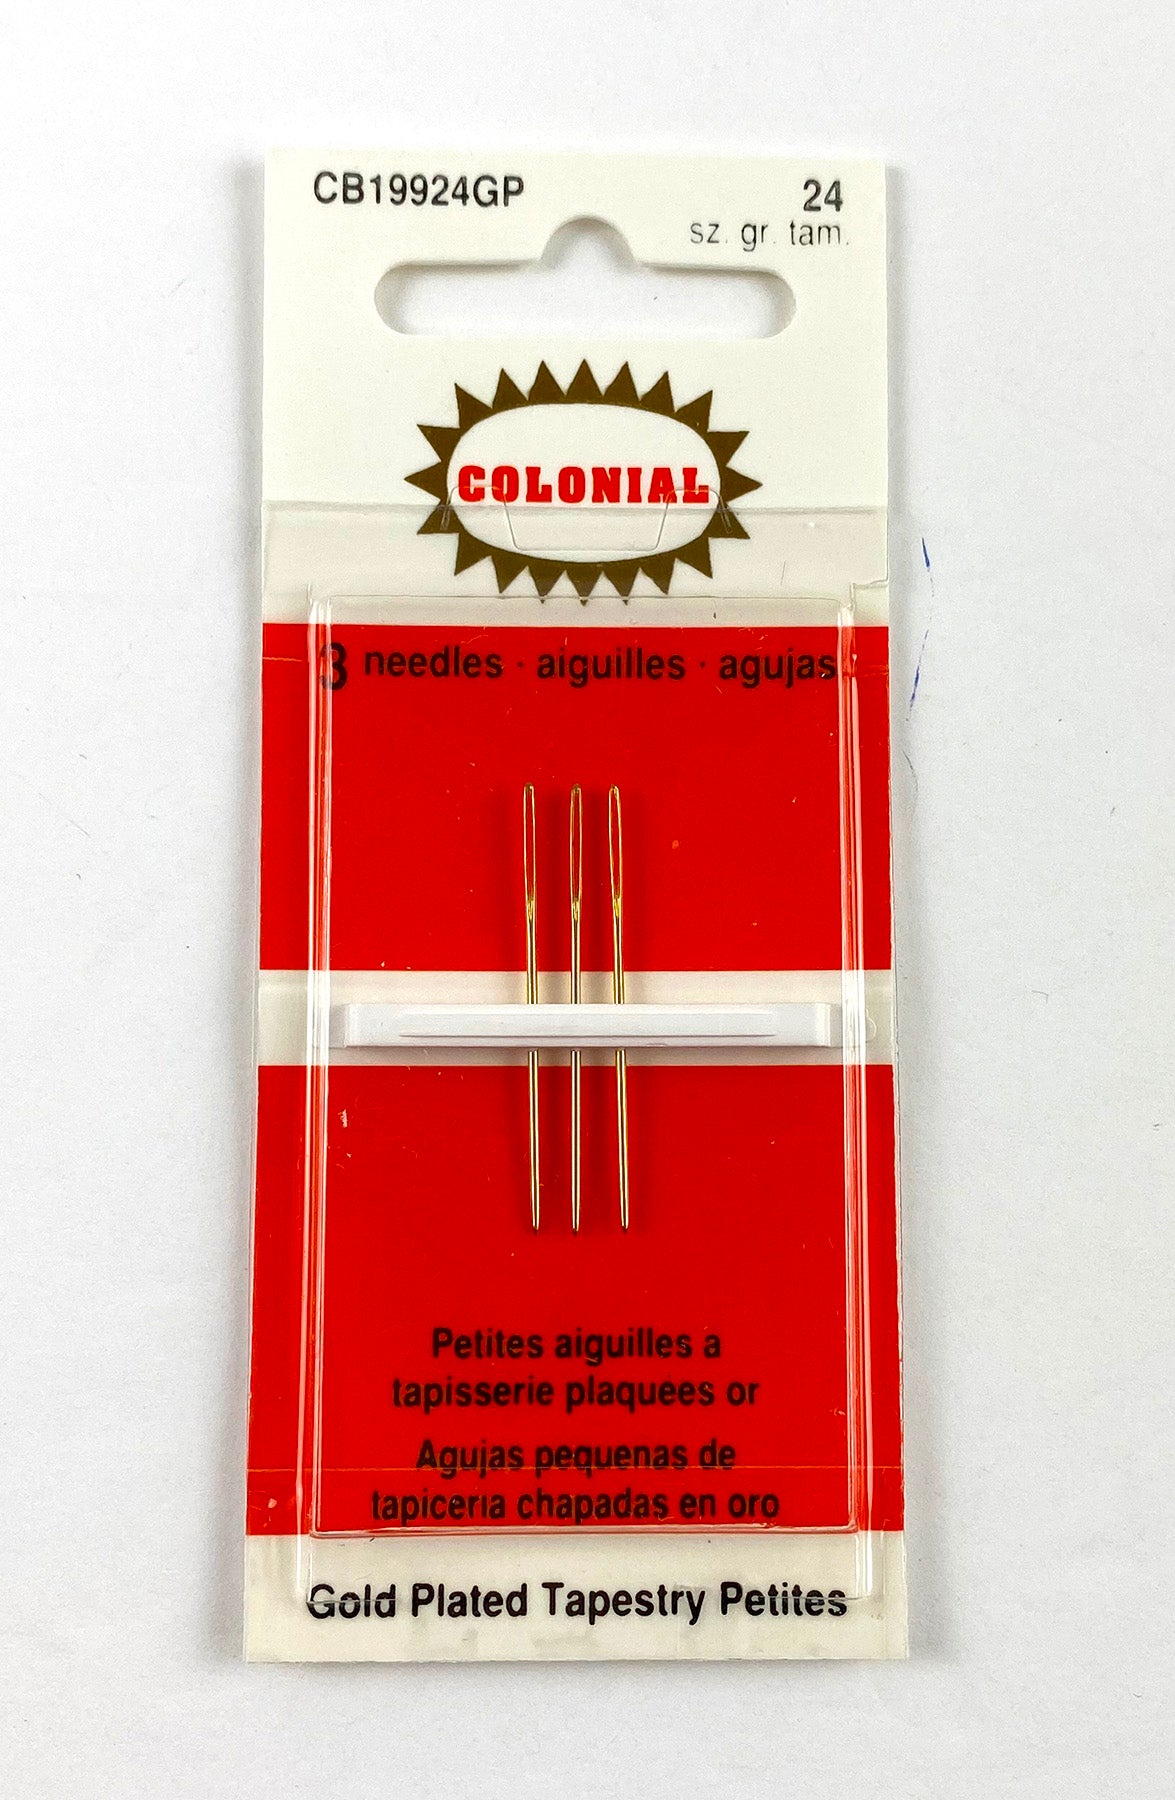 CB19924GP
24
sz. gr. tam.
COLONIAL
3 needles · aiguilles · agujas
Petites aiguilles a
tapisserie plaquees or
Agujas pequenas de
tapiceria chapadas en oro
Gold Plated Tapestry Petites